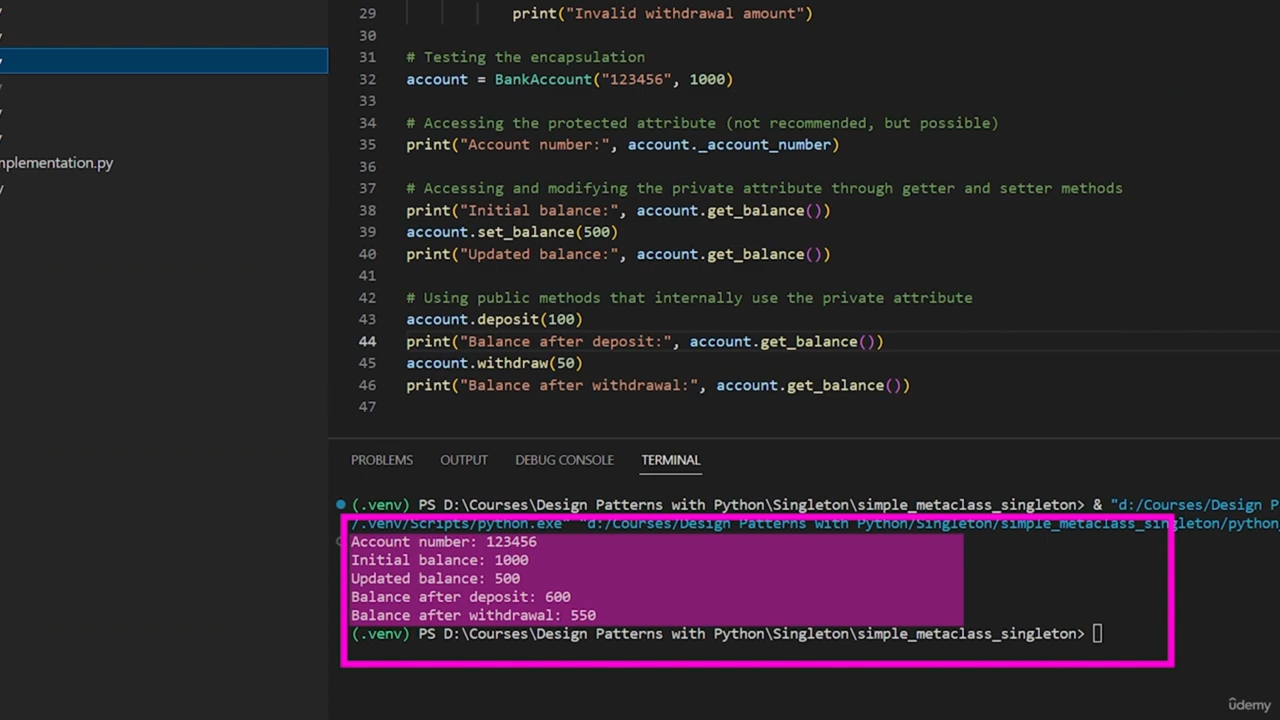 29 print("Invalid withdrawal amount")
30
31 # Testing the encapsulation
32 account = BankAccount("123456", 1000)
33
34 # Accessing the protected attribute (not recommended, but possible)
35 print("Account number:", account._account_number)
36
37 # Accessing and modifying the private attribute through getter and setter methods
38 print("Initial balance:", account.get_balance())
39 account.set_balance(500)
40 print("Updated balance:", account.get_balance())
41
42 # Using public methods that internally use the private attribute
43 account.deposit(100)
44 print("Balance after deposit:", account.get_balance())
45 account.withdraw(50)
46 print("Balance after withdrawal:", account.get_balance())
47
mplementation.py
PROBLEMS OUTPUT DEBUG CONSOLE TERMINAL
(.venv) PS D:\Courses\Design Patterns with Python\Singleton\simple_metaclass_singleton> & "d:/Courses/Design P
/.venv/Scripts/python.exe" "d:/Courses/Design Patterns with Python/Singleton/simple_metaclass_singleton/python
Account number: 123456
Initial balance: 1000
Updated balance: 500
Balance after deposit: 600
Balance after withdrawal: 550
(.venv) PS D:\Courses\Design Patterns with Python\Singleton\simple_metaclass_singleton>
ûdemy